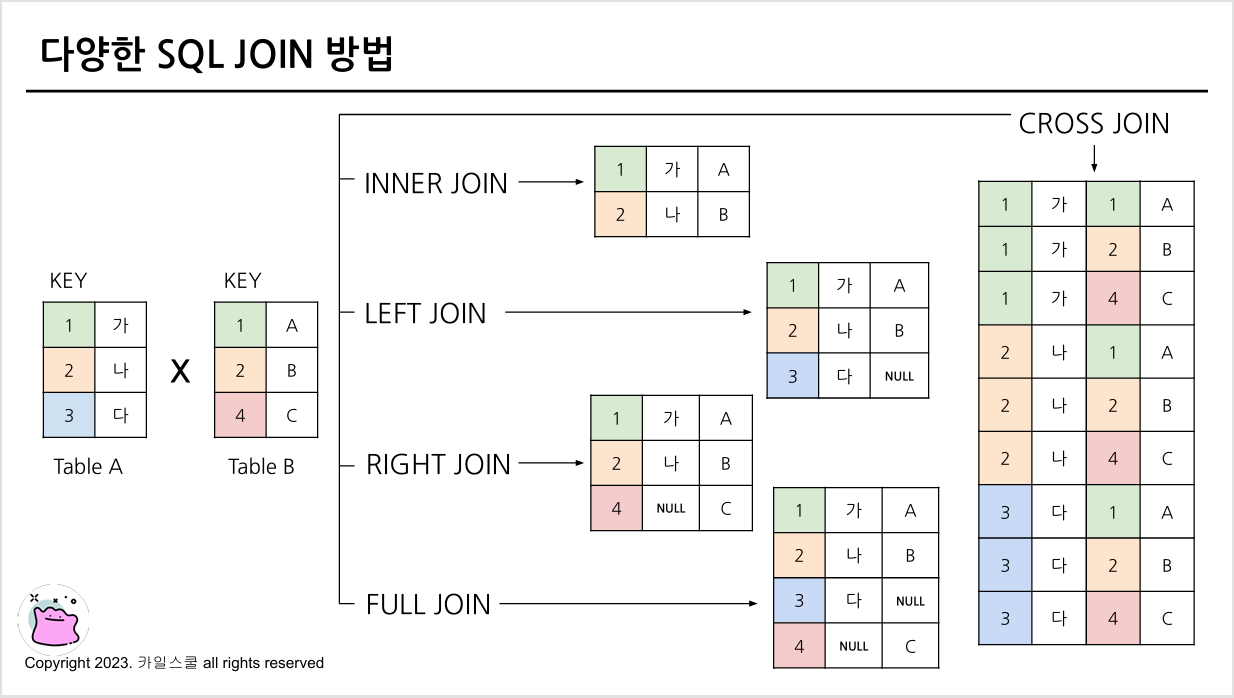 다양한 SQL JOIN 방법
KEY
1 가
2 나
3 다
Table A
X
KEY
1 A
2 B
4 C
Table B
INNER JOIN
1 가 A
2 나 B
LEFT JOIN
1 가 A
2 나 B
3 다 NULL
RIGHT JOIN
1 가 A
2 나 B
4 NULL C
FULL JOIN
1 가 A
2 나 B
3 다 NULL
4 NULL C
CROSS JOIN
1 가 1 A
1 가 2 B
1 가 4 C
2 나 1 A
2 나 2 B
2 나 4 C
3 다 1 A
3 다 2 B
3 다 4 C
Copyright 2023. 카일스쿨 all rights reserved